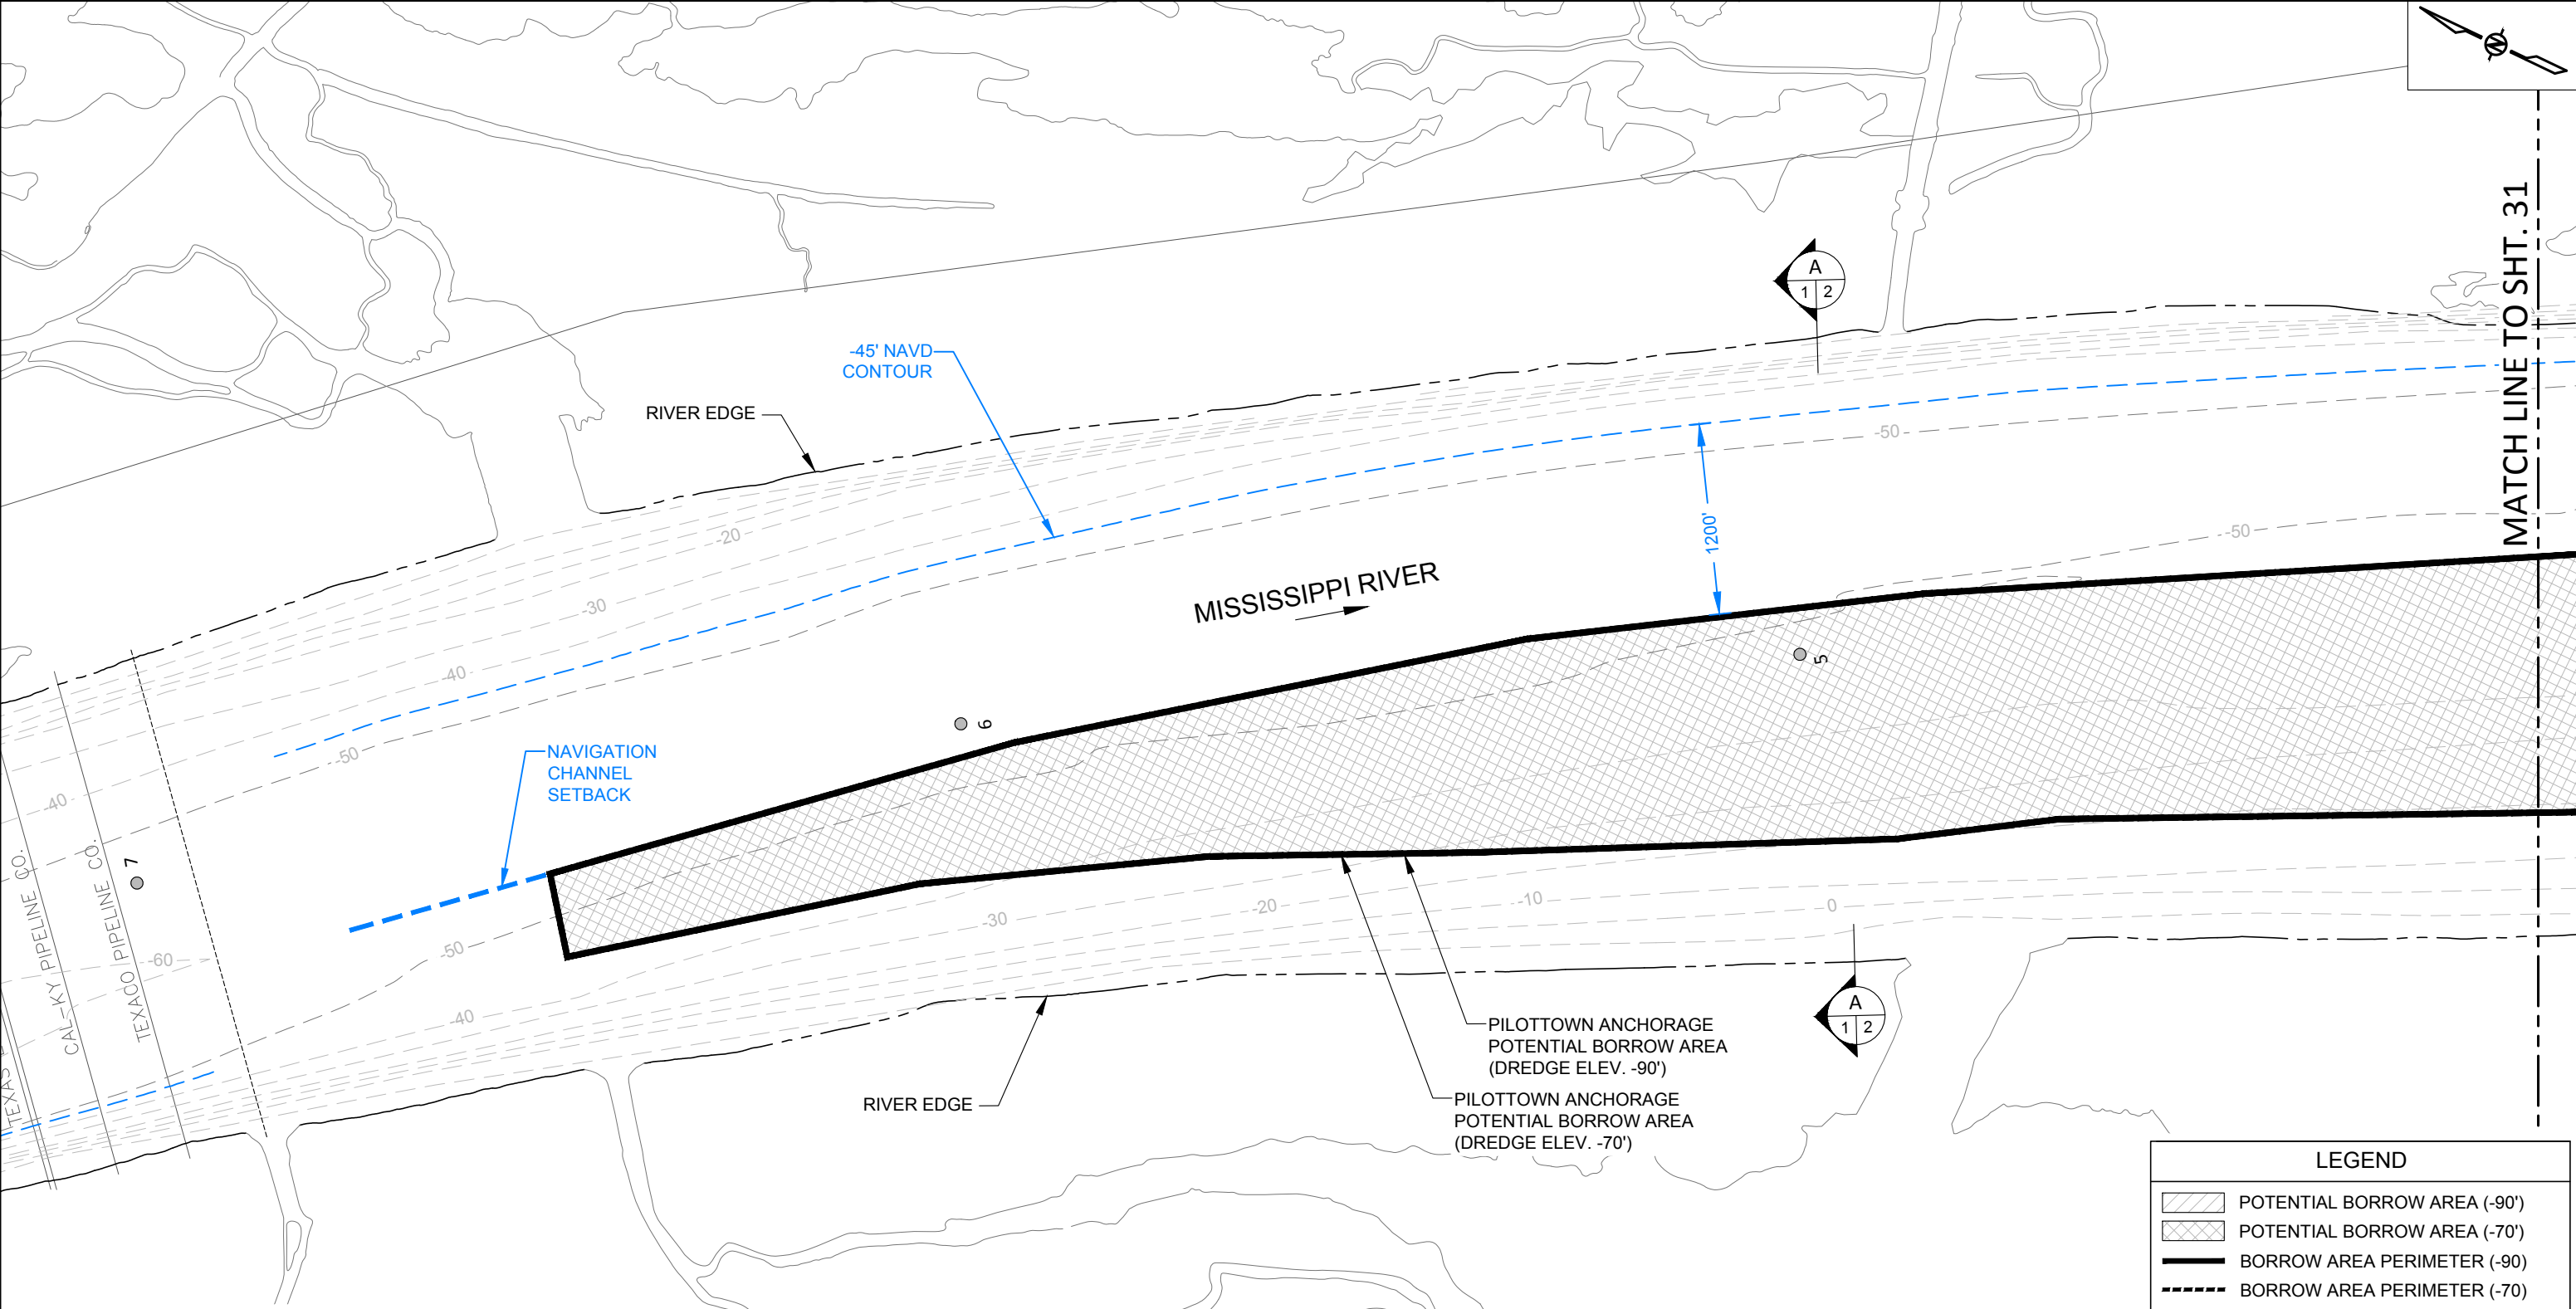 N
MATCH LINE TO SHT. 31
A
1 2
-45' NAVD
CONTOUR
RIVER EDGE
-50
-50
-20
1200'
MISSISSIPPI RIVER
-30
-40
5
6
-50
NAVIGATION
CHANNEL
SETBACK
-40
CAL-KY PIPELINE CO.
TEXACO PIPELINE CO.
7
-60
-50
-30
-20
-10
0
-40
A
1 2
PILOTTOWN ANCHORAGE
POTENTIAL BORROW AREA
(DREDGE ELEV. -90')
RIVER EDGE
PILOTTOWN ANCHORAGE
POTENTIAL BORROW AREA
(DREDGE ELEV. -70')
TEXAS
LEGEND
POTENTIAL BORROW AREA (-90')
POTENTIAL BORROW AREA (-70')
BORROW AREA PERIMETER (-90)
BORROW AREA PERIMETER (-70)